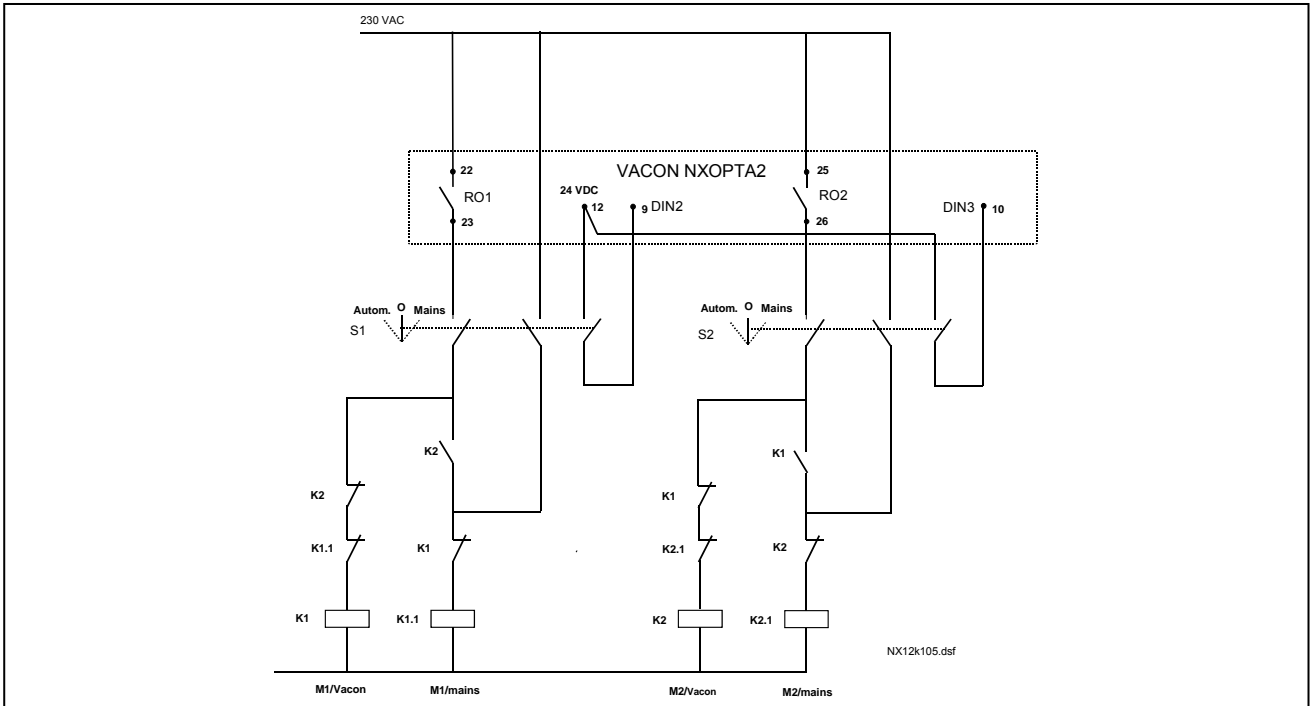 230 VAC
VACON NXOPTA2
22
RO1
23
24 VDC
12
9 DIN2
25
RO2
26
DIN3 10
Autom. O Mains
S1
Autom. O Mains
S2
K2
K1
K2
K1
K1.1
K1
K2.1
K2
K1
K1.1
K2
K2.1
NX12k105.dsf
M1/Vacon
M1/mains
M2/Vacon
M2/mains